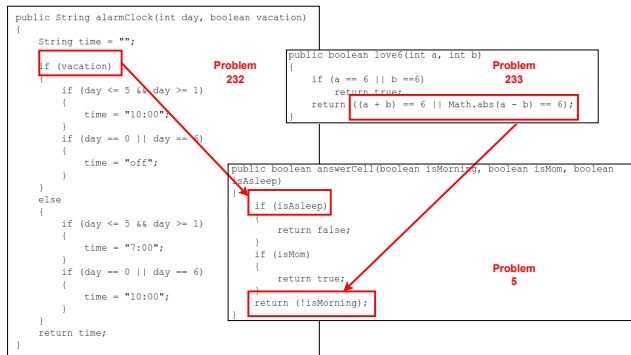 public String alarmClock(int day, boolean vacation)
{
String time = "";
if (vacation)
{
if (day <= 5 && day >= 1)
{
time = "10:00";
}
if (day == 0 || day == 6)
{
time = "off";
}
}
else
{
if (day <= 5 && day >= 1)
{
time = "7:00";
}
if (day == 0 || day == 6)
{
time = "10:00";
}
}
return time;
}
Problem
232
public boolean love6(int a, int b)
{
if (a == 6 || b ==6)
return true;
return ((a + b) == 6 || Math.abs(a - b) == 6);
}
Problem
233
public boolean answerCell(boolean isMorning, boolean isMom, boolean
isAsleep)
{
if (isAsleep)
{
return false;
}
if (isMom)
{
return true;
}
return (!isMorning);
}
Problem
5